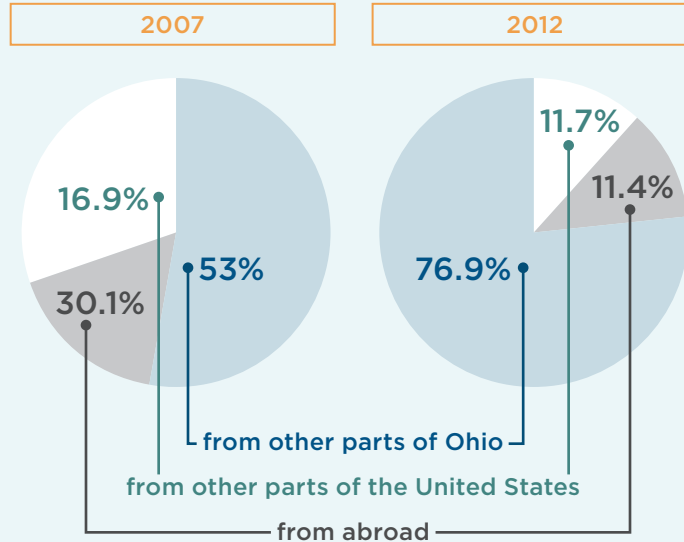 2007
2012
11.7%
16.9%
11.4%
53%
76.9%
30.1%
from other parts of Ohio
from other parts of the United States
from abroad